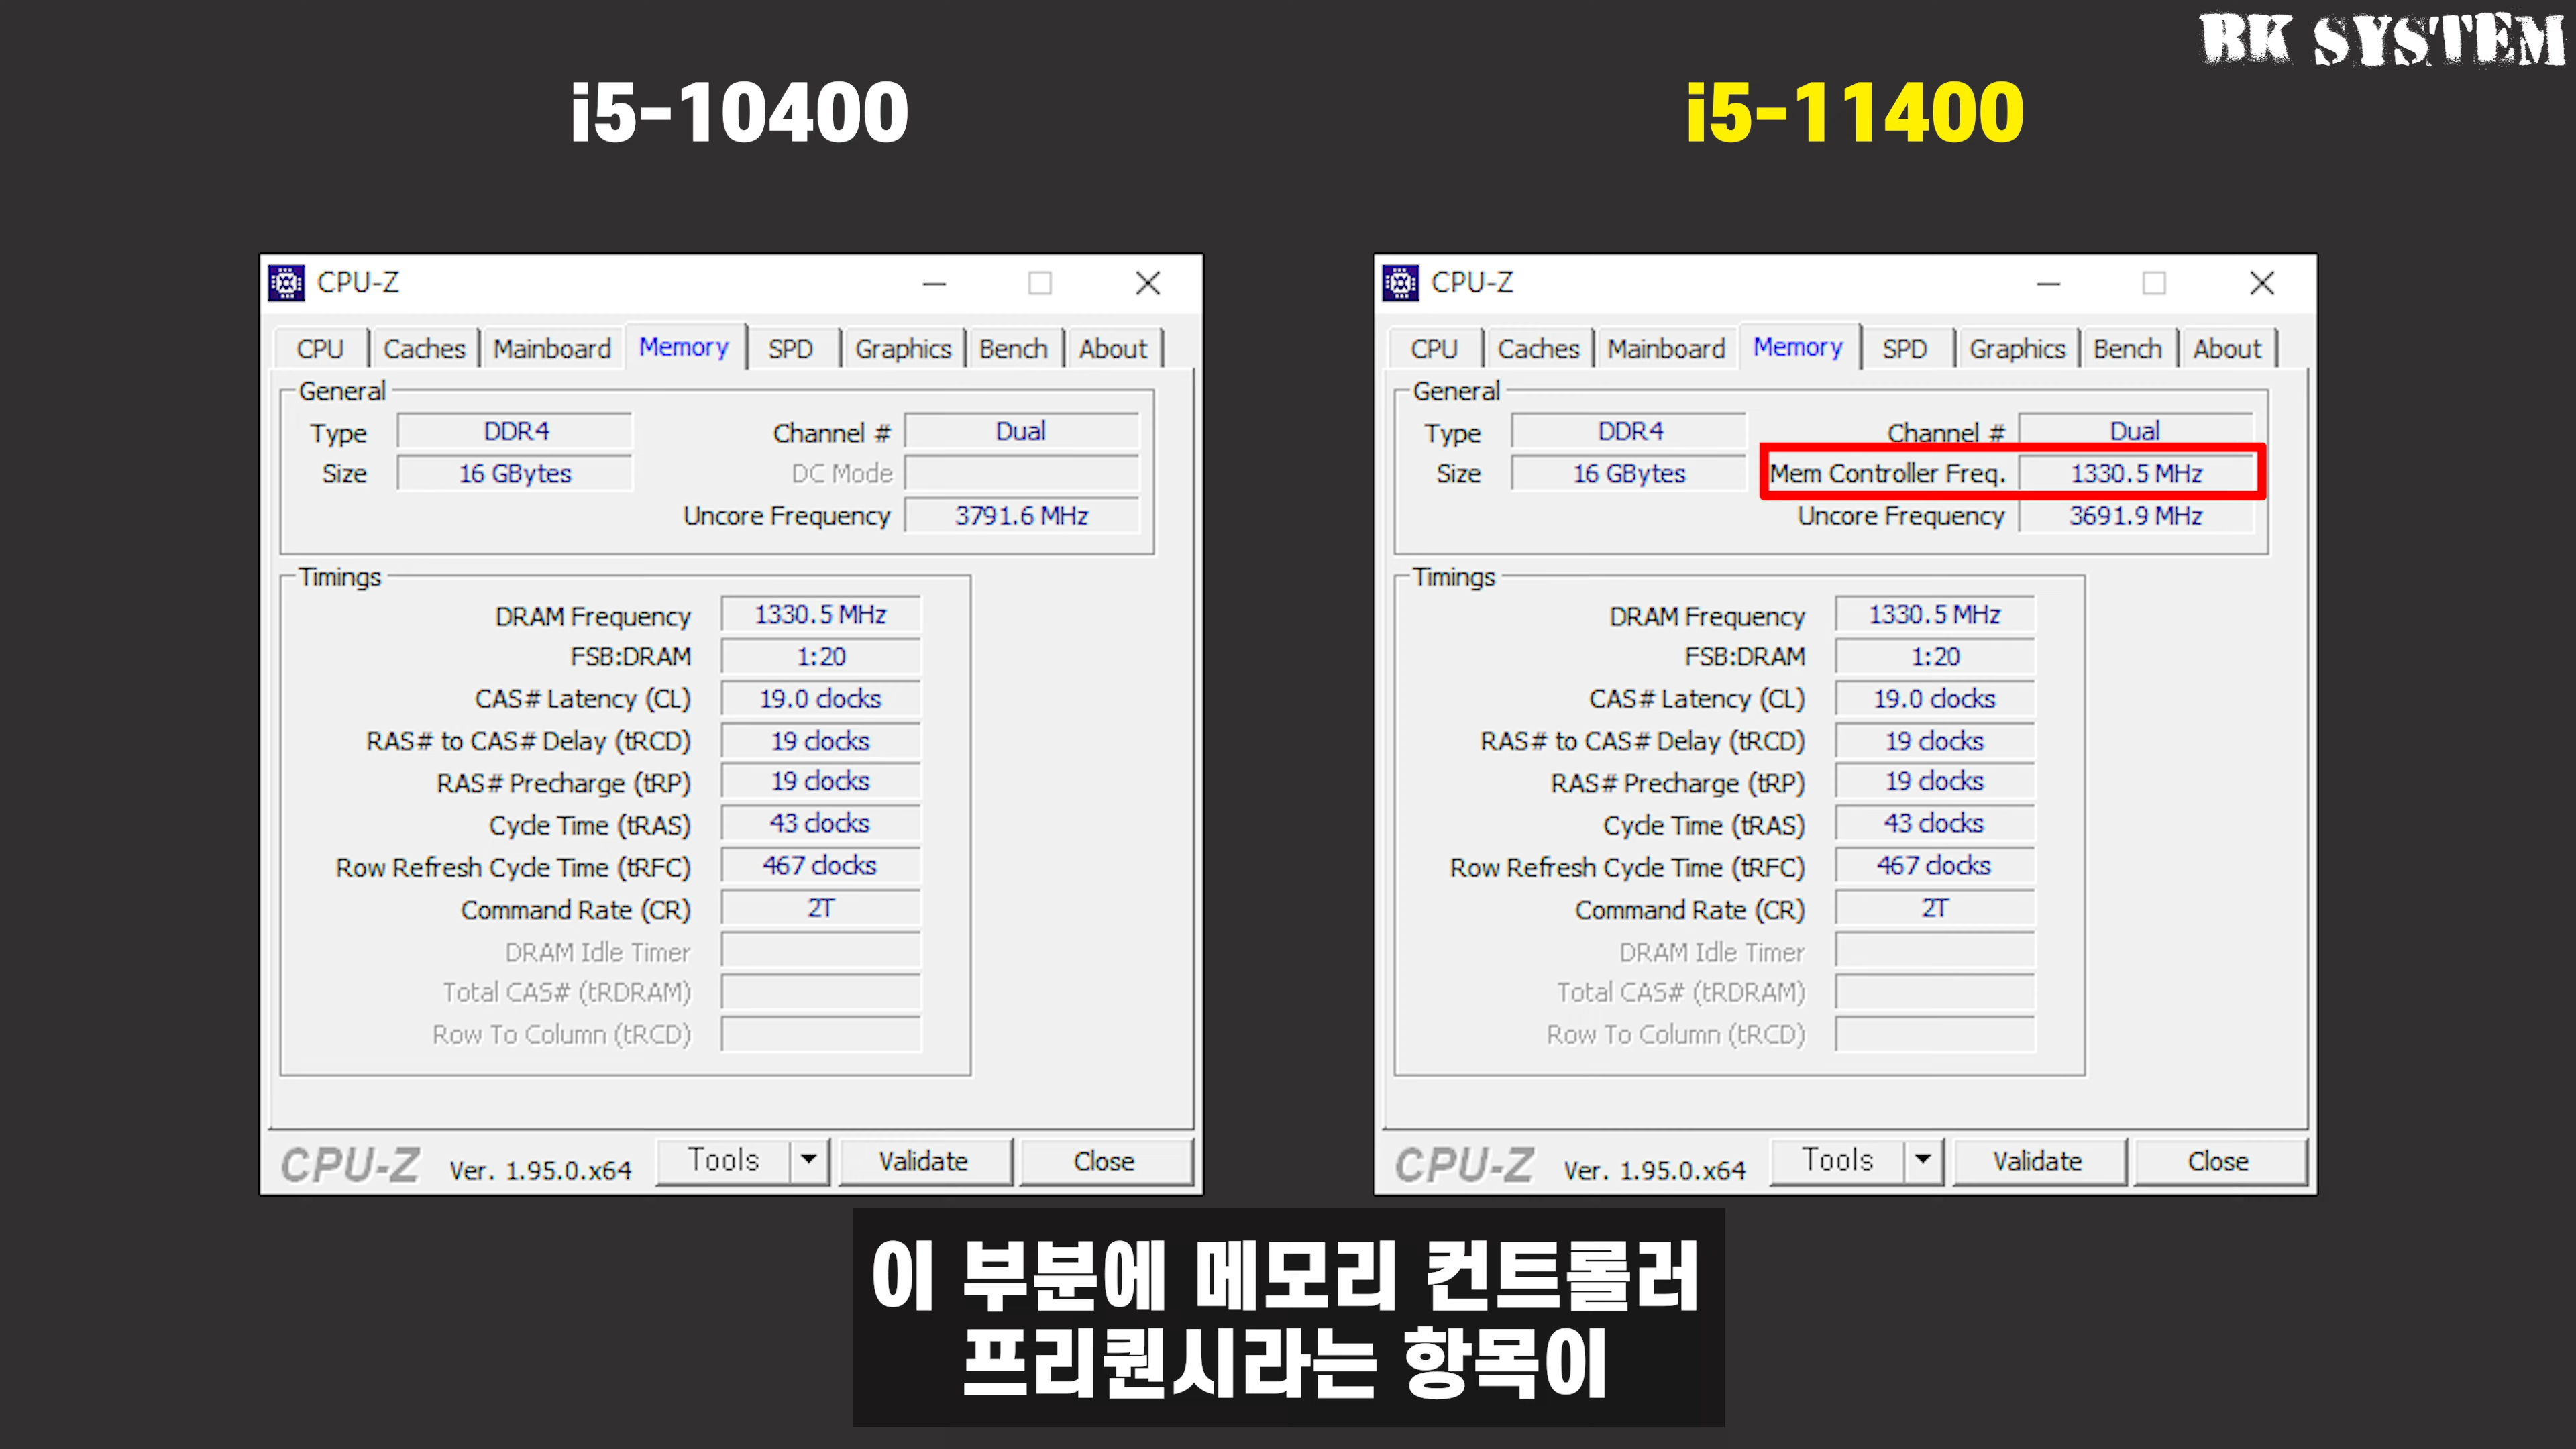 BK SYSTEM
i5-10400
i5-11400
CPU-Z
CPU Caches Mainboard Memory SPD Graphics Bench About
General
Type DDR4 Channel # Dual
Size 16 GBytes DC Mode
Uncore Frequency 3791.6 MHz
Timings
DRAM Frequency 1330.5 MHz
FSB:DRAM 1:20
CAS# Latency (CL) 19.0 clocks
RAS# to CAS# Delay (tRCD) 19 clocks
RAS# Precharge (tRP) 19 clocks
Cycle Time (tRAS) 43 clocks
Row Refresh Cycle Time (tRFC) 467 clocks
Command Rate (CR) 2T
DRAM Idle Timer
Total CAS# (tRDRAM)
Row To Column (tRCD)
CPU-Z Ver. 1.95.0.x64 Tools Validate Close
CPU-Z
CPU Caches Mainboard Memory SPD Graphics Bench About
General
Type DDR4 Channel # Dual
Size 16 GBytes Mem Controller Freq. 1330.5 MHz
Uncore Frequency 3691.9 MHz
Timings
DRAM Frequency 1330.5 MHz
FSB:DRAM 1:20
CAS# Latency (CL) 19.0 clocks
RAS# to CAS# Delay (tRCD) 19 clocks
RAS# Precharge (tRP) 19 clocks
Cycle Time (tRAS) 43 clocks
Row Refresh Cycle Time (tRFC) 467 clocks
Command Rate (CR) 2T
DRAM Idle Timer
Total CAS# (tRDRAM)
Row To Column (tRCD)
CPU-Z Ver. 1.95.0.x64 Tools Validate Close
이 부분에 메모리 컨트롤러
프리퀀시라는 항목이